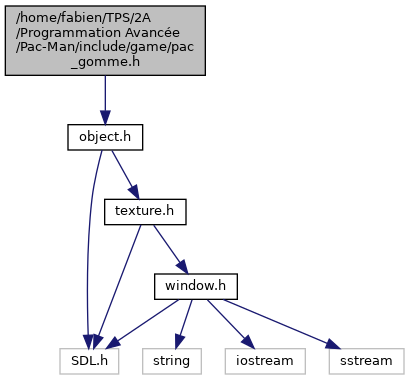 /home/fabien/TPS/2A
/Programmation Avancée
/Pac-Man/include/game/pac
_gomme.h
object.h
texture.h
window.h
SDL.h
string
iostream
sstream